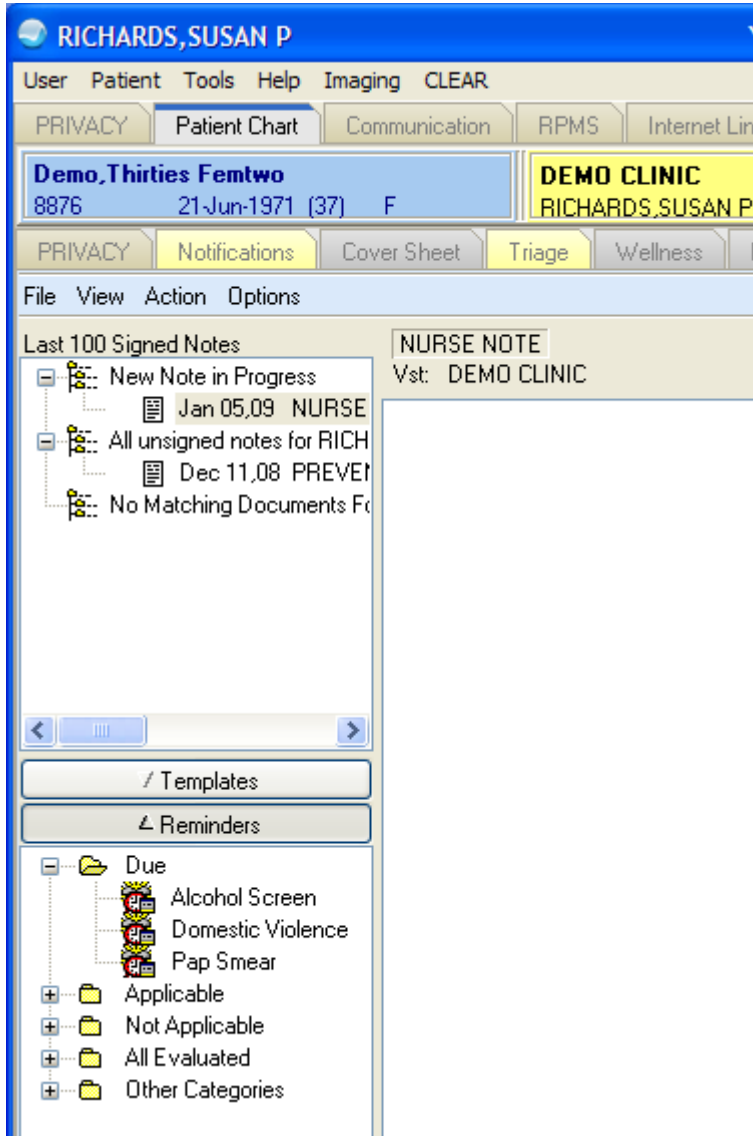 RICHARDS,SUSAN P
User Patient Tools Help Imaging CLEAR
PRIVACY Patient Chart Communication RPMS Internet Lin
Demo,Thirties Femtwo
8876 21-Jun-1971 (37) F
DEMO CLINIC
RICHARDS,SUSAN P
PRIVACY Notifications Cover Sheet Triage Wellness
File View Action Options
Last 100 Signed Notes
New Note in Progress
Jan 05,09 NURSE
All unsigned notes for RICH
Dec 11,08 PREVEN
No Matching Documents Fo
NURSE NOTE
Vst: DEMO CLINIC
Templates
Reminders
Due
Alcohol Screen
Domestic Violence
Pap Smear
Applicable
Not Applicable
All Evaluated
Other Categories